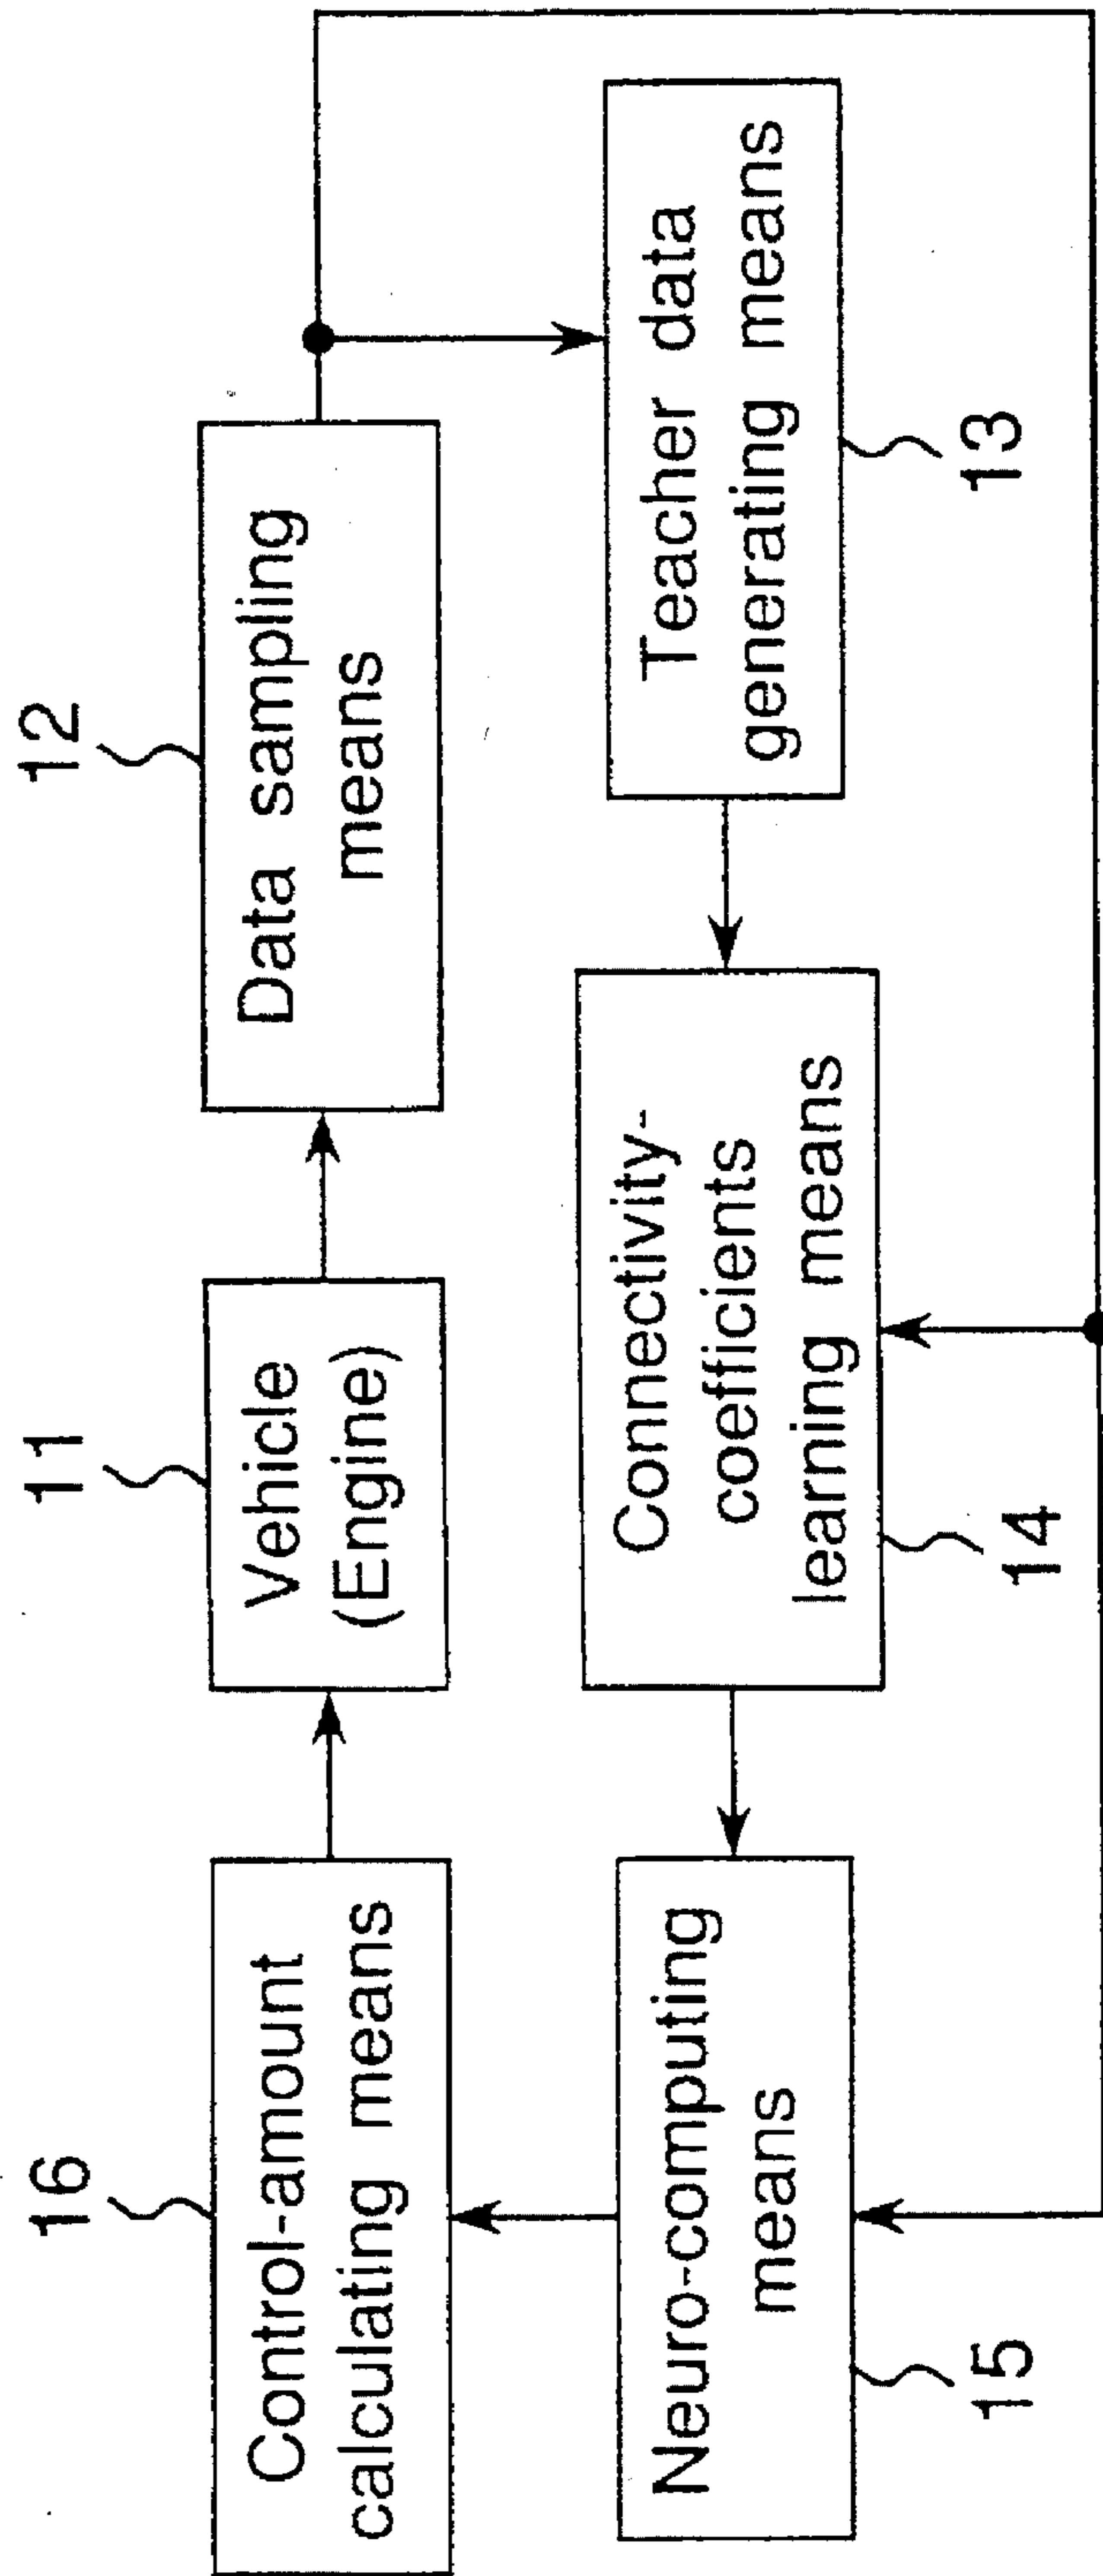 16
Control-amount
calculating means
11
Vehicle
(Engine)
12
Data sampling
means
Neuro-computing
means
15
Connectivity-
coefficients
learning means
14
Teacher data
generating means
13